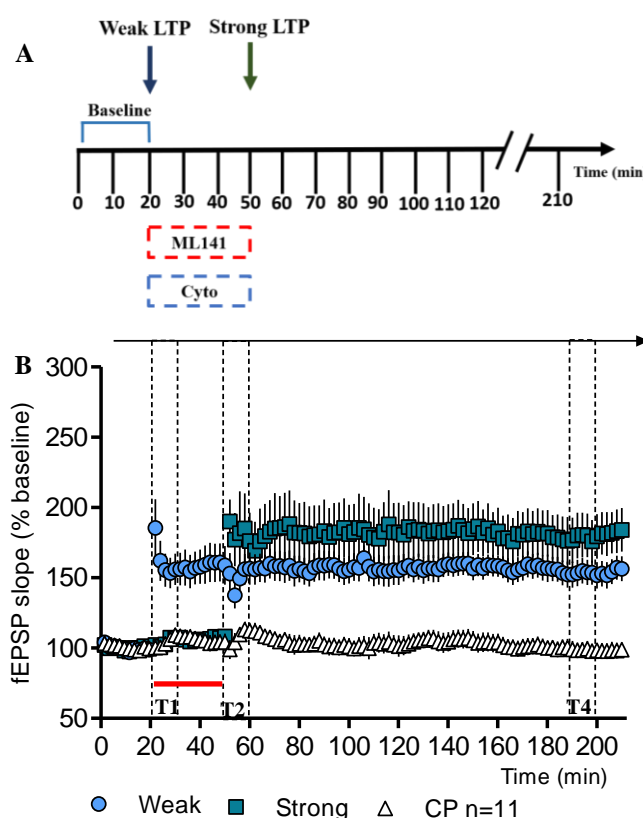 Weak LTP Strong LTP
A
Baseline
Time (min
0 10 20 30 40 50 60 70 80 90 100 110 120 210
ML141
Cyto
B
300
250
200
150
100
50
fEPSP slope (% baseline)
T1 T2 T4
0 20 40 60 80 100 120 140 160 180 200
Time (min)
Weak Strong CP n=11